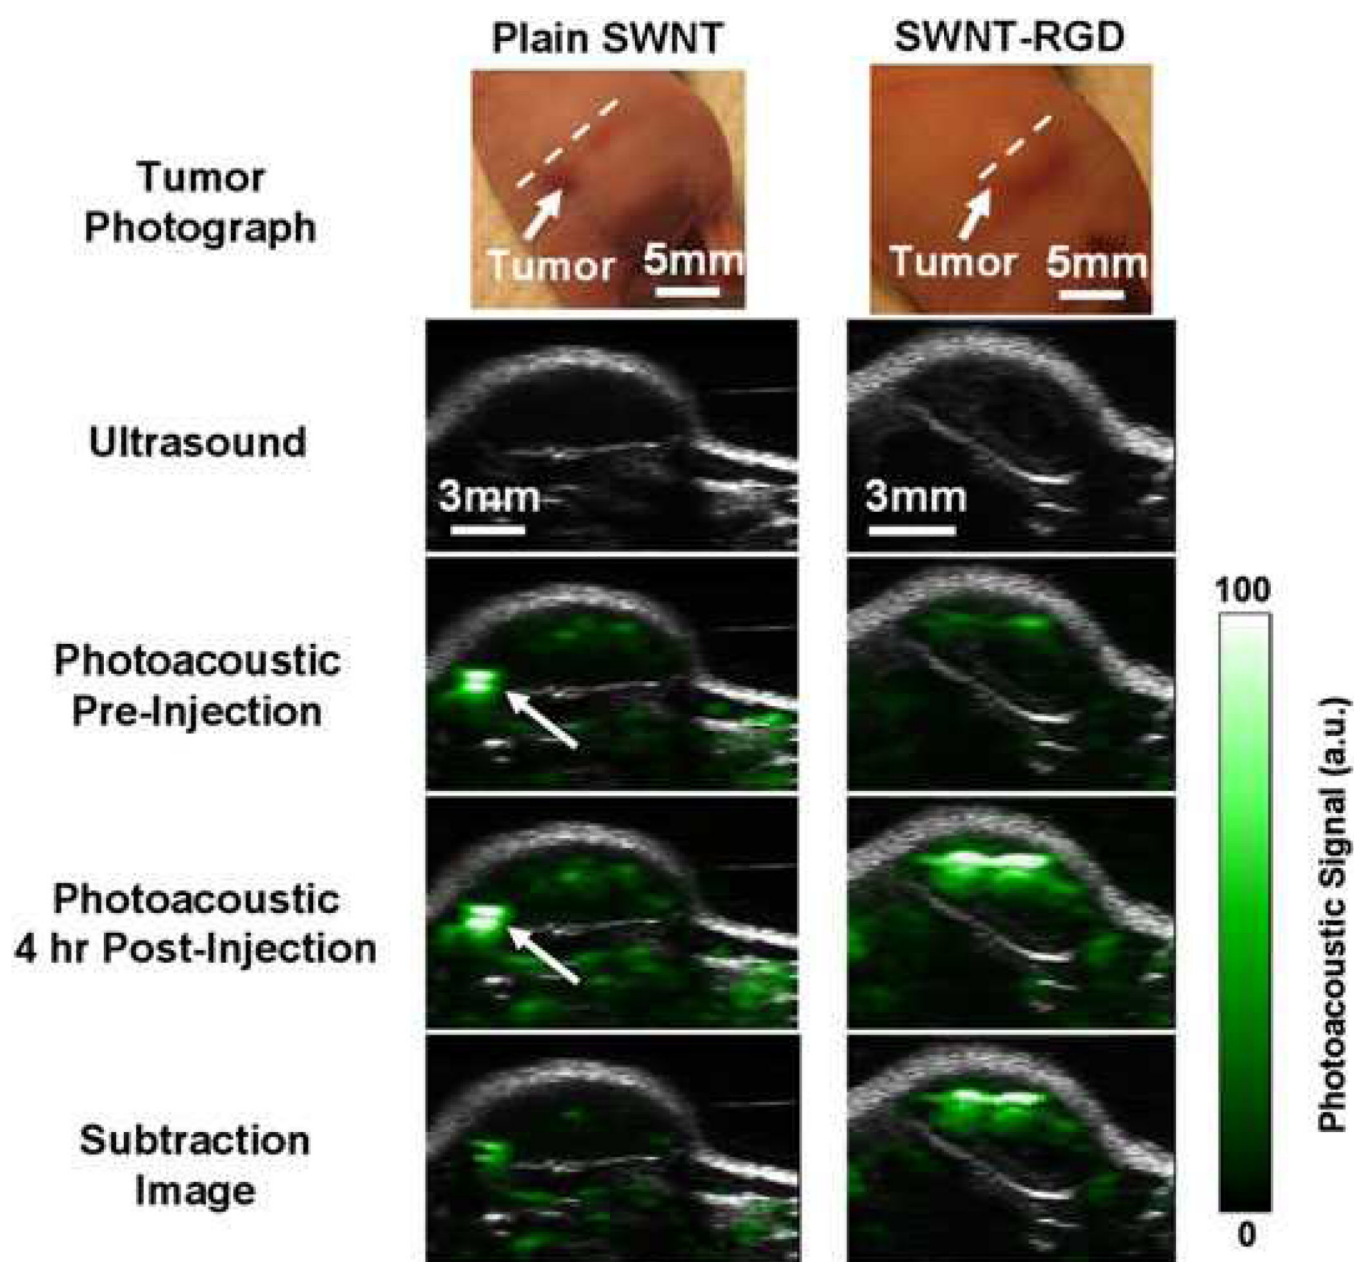 Plain SWNT
SWNT-RGD
Tumor
Photograph
Tumor
5mm
Tumor
5mm
Ultrasound
3mm
3mm
Photoacoustic
Pre-Injection
Photoacoustic
4 hr Post-Injection
Subtraction
Image
100
Photoacoustic Signal (a.u.)
0